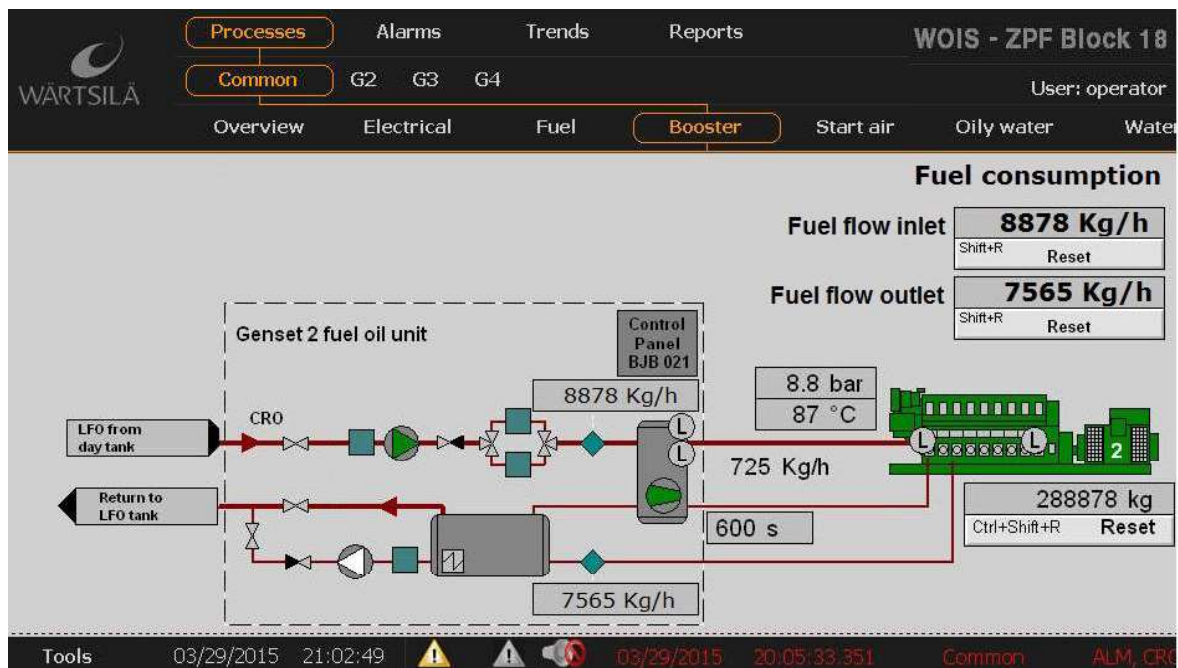 Processes Alarms Trends Reports
WOIS - ZPF Block 18
WÄRTSILÄ
Common G2 G3 G4
User: operator
Overview Electrical Fuel Booster Start air Oily water Water
Fuel consumption
Fuel flow inlet 8878 Kg/h
Shift+R Reset
Fuel flow outlet 7565 Kg/h
Shift+R Reset
Genset 2 fuel oil unit
Control
Panel
BJB 021
8878 Kg/h
8.8 bar
87 °C
CRO
LFO from
day tank
L
L
L
L
725 Kg/h
2
Return to
LFO tank
288878 kg
Ctrl+Shift+R Reset
600 s
7565 Kg/h
Tools 03/29/2015 21:02:49 03/29/2015 20:05:33.351 Common ALM_CRO